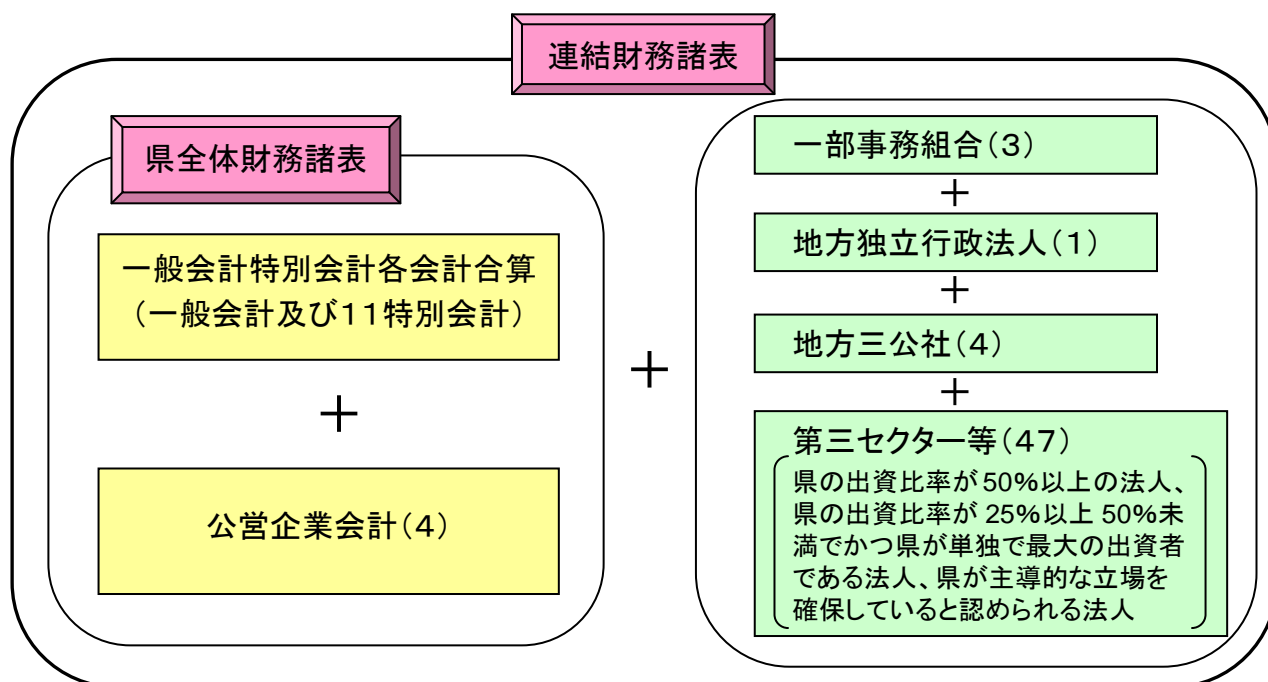 連結財務諸表
県全体財務諸表
一般会計特別会計各会計合算
（一般会計及び11特別会計）
＋
公営企業会計（4）
＋
一部事務組合（3）
＋
地方独立行政法人（1）
＋
地方三公社（4）
＋
第三セクター等（47）
県の出資比率が 50%以上の法人、
県の出資比率が 25%以上 50%未
満でかつ県が単独で最大の出資者
である法人、県が主導的な立場を
確保していると認められる法人